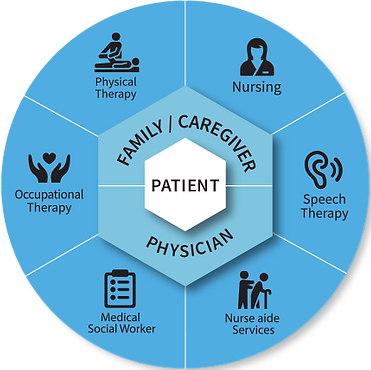 Physical
Therapy
Nursing
FAMILY / CAREGIVER
Occupational
Therapy
PATIENT
Speech
Therapy
PHYSICIAN
Medical
Social Worker
Nurse aide
Services